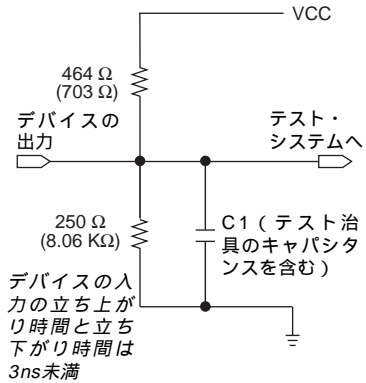 VCC
464 Ω
(703 Ω)
デバイスの
出力
テスト・
システムへ
250 Ω
(8.06 KΩ)
C1(テスト治
具のキャパシタ
ンスを含む)
デバイスの入
力の立ち上が
り時間と立ち
下がり時間は
3ns未満